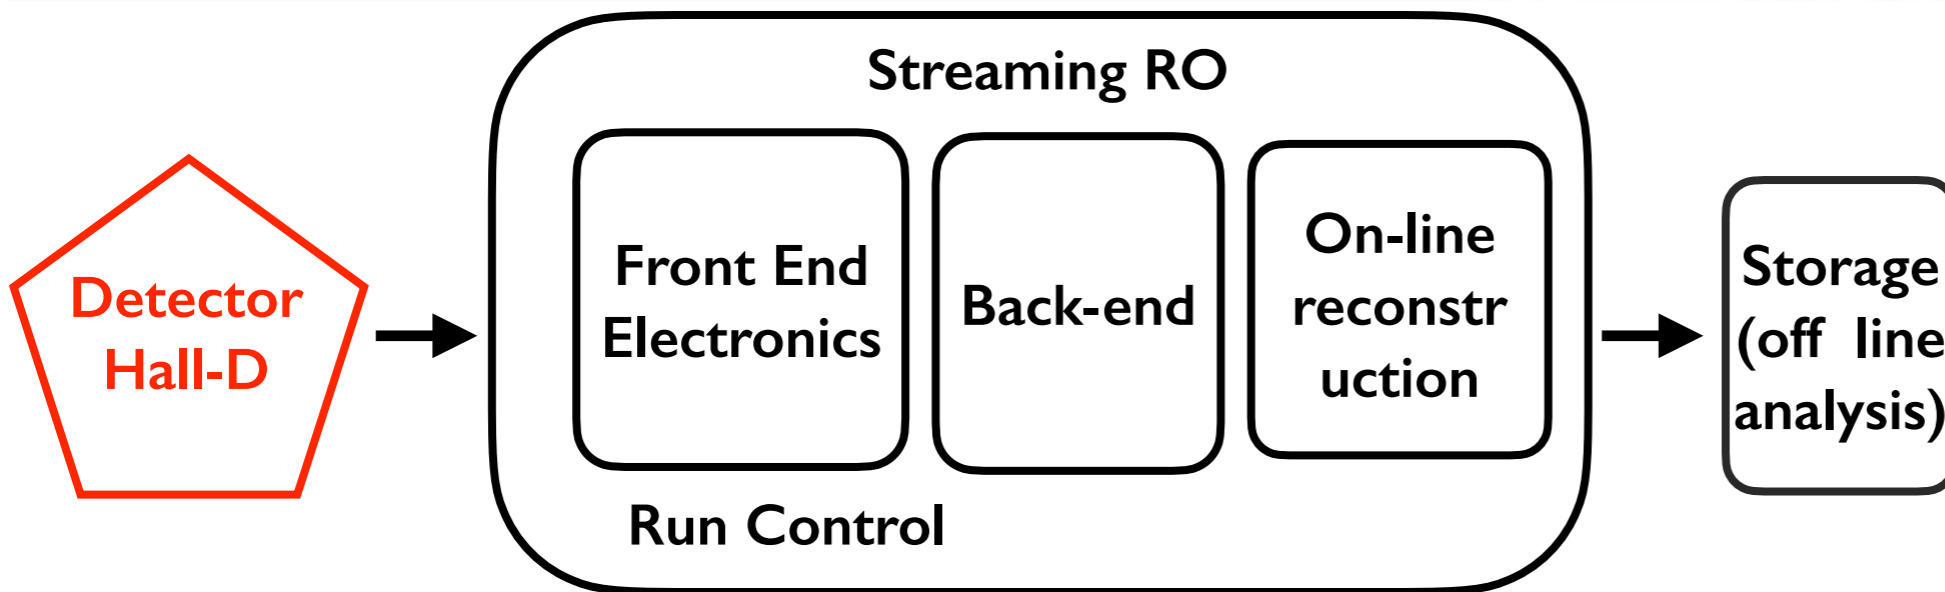 Streaming RO
Detector
Hall-D
Front End
Electronics
Back-end
On-line
reconstr
uction
Run Control
Storage
(off line
analysis)